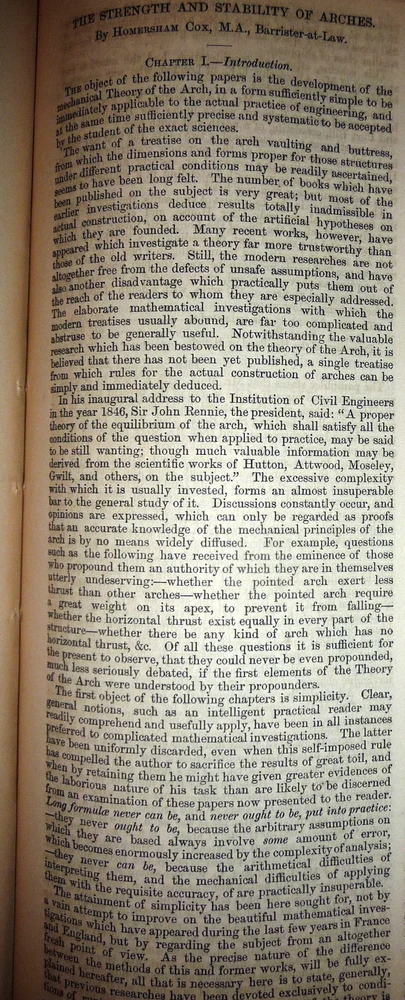 THE STRENGTH AND STABILITY OF ARCHES.
By Homersham Cox, M.A., Barrister-at-Law.
Chapter I.—Introduction.
The object of the following papers is the development of the
mechanical Theory of the Arch, in a form sufficiently simple to be
immediately applicable to the actual practice of engineering, and
at the same time sufficiently precise and systematic to be accepted
by the student of the exact sciences.
The want of a treatise on the arch vaulting and buttress,
from which the dimensions and forms proper for those structures
under different practical conditions may be readily ascertained,
seems to have been long felt. The number of books which have
been published on the subject is very great; but most of the
earlier investigations deduce results totally inadmissible in
actual construction, on account of the artificial hypotheses on
which they are founded. Many recent works, however, have
appeared which investigate a theory far more trustworthy than
those of the old writers. Still, the modern researches are not
altogether free from the defects of unsafe assumptions, and have
also another disadvantage which practically puts them out of
the reach of the readers to whom they are especially addressed.
The elaborate mathematical investigations with which the
modern treatises usually abound, are far too complicated and
abstruse to be generally useful. Notwithstanding the valuable
research which has been bestowed on the theory of the Arch, it is
believed that there has not been yet published, a single treatise
from which rules for the actual construction of arches can be
simply and immediately deduced.
In his inaugural address to the Institution of Civil Engineers
in the year 1846, Sir John Rennie, the president, said: "A proper
theory of the equilibrium of the arch, which shall satisfy all the
conditions of the question when applied to practice, may be said
to be still wanting; though much valuable information may be
derived from the scientific works of Hutton, Attwood, Moseley,
Gwilt, and others, on the subject." The excessive complexity
with which it is usually invested, forms an almost insuperable
bar to the general study of it. Discussions constantly occur, and
opinions are expressed, which can only be regarded as proofs
that an accurate knowledge of the mechanical principles of the
arch is by no means widely diffused. For example, questions
such as the following have received from the eminence of those
who propound them an authority of which they are in themselves
utterly undeserving:—whether the pointed arch exert less
thrust than other arches—whether the pointed arch require
a great weight on its apex, to prevent it from falling—
whether the horizontal thrust exist equally in every part of the
structure—whether there be any kind of arch which has no
horizontal thrust, &c. Of all these questions it is sufficient for
the present to observe, that they could never be even propounded,
much less seriously debated, if the first elements of the Theory
of the Arch were understood by their propounders.
The first object of the following chapters is simplicity. Clear,
general notions, such as an intelligent practical reader may
readily comprehend and usefully apply, have been in all instances
preferred to complicated mathematical investigations. The latter
have been uniformly discarded, even when this self-imposed rule
has compelled the author to sacrifice the results of great toil, and
when by retaining them he might have given greater evidences of
the laborious nature of his task than are likely to be discerned
from an examination of these papers now presented to the reader.
Long formulæ never can be, and never ought to be, put into practice:
—they never ought to be, because the arbitrary assumptions on
which they are based always involve some amount of error,
which becomes enormously increased by the complexity of analysis;
—they never can be, because the arithmetical difficulties of
interpreting them, and the mechanical difficulties of applying
them with the requisite accuracy, of are practically insuperable.
The attainment of simplicity has been here sought for, not by
a vain attempt to improve on the beautiful mathematical inves-
tigations which have appeared during the last few years in France
and England, but by regarding the subject from an altogether
fresh point of view. As the precise nature of the difference
between the methods of this and former works, will be fully ex-
plained hereafter, all that is necessary here is to state, generally,
that previous researches have been devoted exclusively to condi-